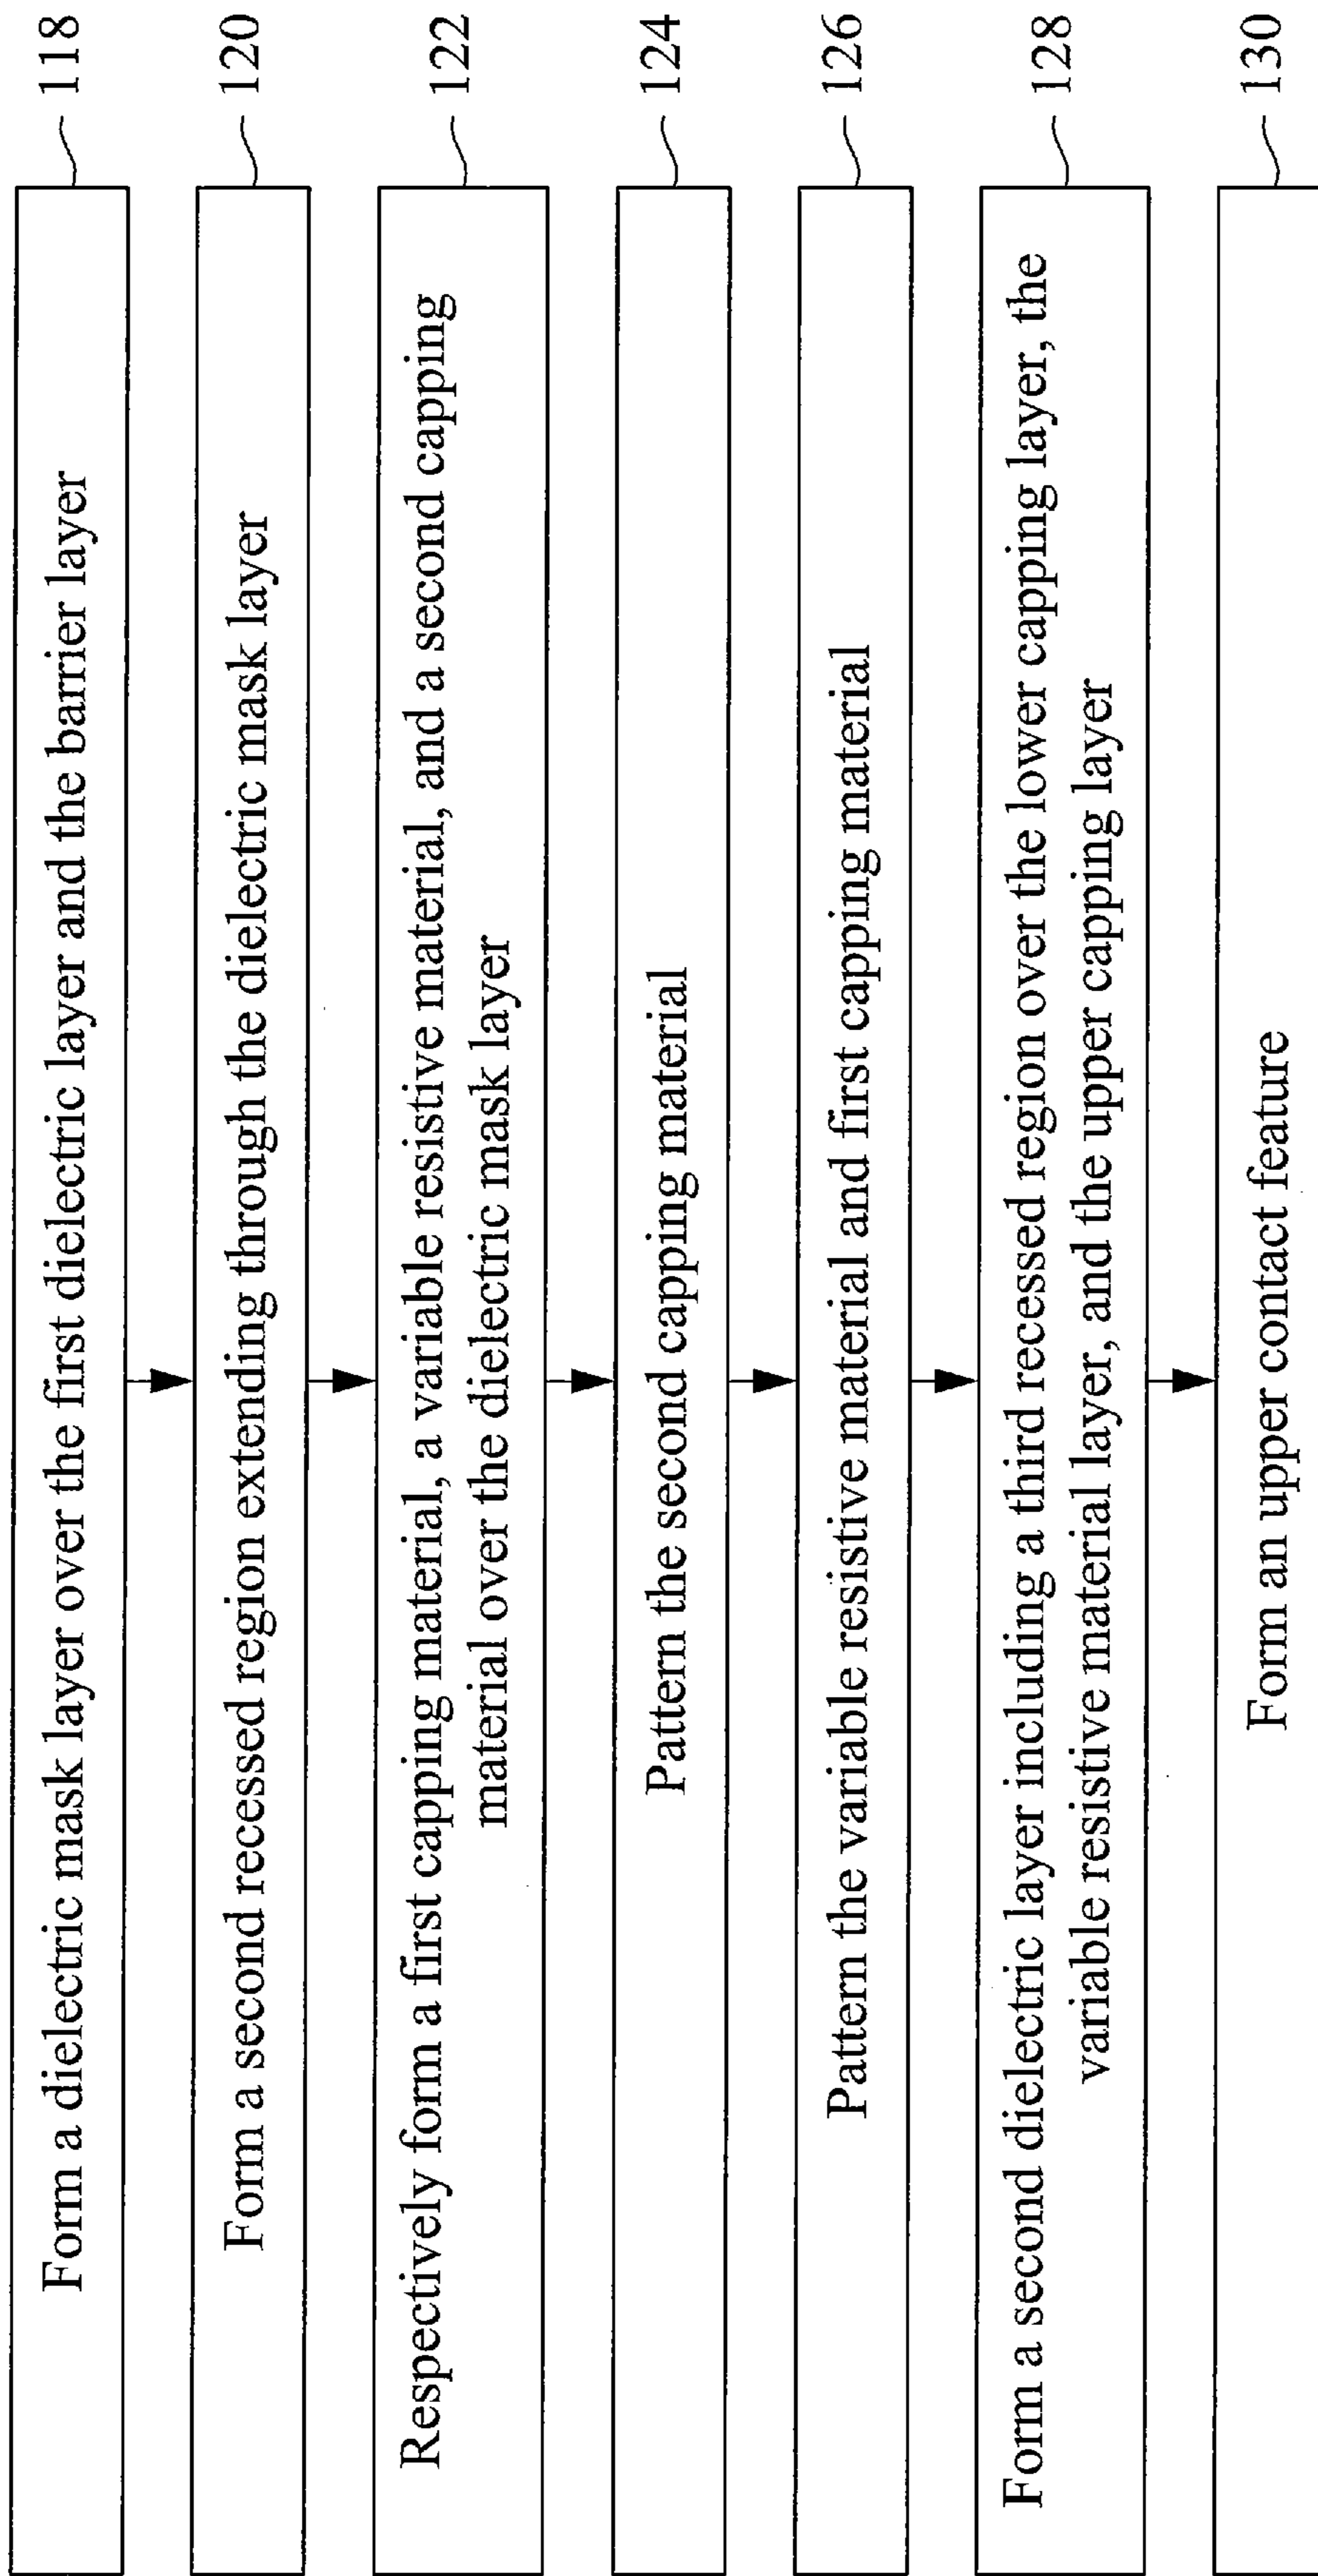 Form a dielectric mask layer over the first dielectric layer and the barrier layer
118
Form a second recessed region extending through the dielectric mask layer
120
Respectively form a first capping material, a variable resistive material, and a second capping
material over the dielectric mask layer
122
Pattern the second capping material
124
Pattern the variable resistive material and first capping material
126
Form a second dielectric layer including a third recessed region over the lower capping layer, the
variable resistive material layer, and the upper capping layer
128
Form an upper contact feature
130